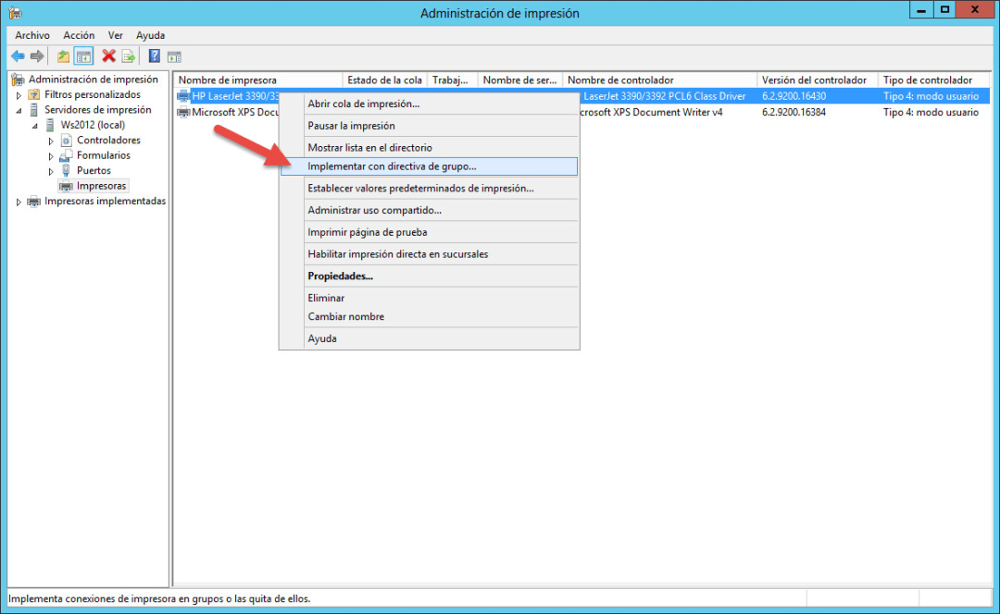 Administración de impresión
Archivo Acción Ver Ayuda
Administración de impresión
Filtros personalizados
Servidores de impresión
Ws2012 (local)
Controladores
Formularios
Puertos
Impresoras
Impresoras implementadas
Nombre de impresora Estado de la cola Trabaj... Nombre de ser... Nombre de controlador Versión del controlador Tipo de controlador
HP LaserJet 3390/33 LaserJet 3390/3392 PCL6 Class Driver 6.2.9200.16430 Tipo 4: modo usuario
Microsoft XPS Docu crosoft XPS Document Writer v4 6.2.9200.16384 Tipo 4: modo usuario
Abrir cola de impresión...
Pausar la impresión
Mostrar lista en el directorio
Implementar con directiva de grupo...
Establecer valores predeterminados de impresión...
Administrar uso compartido...
Imprimir página de prueba
Habilitar impresión directa en sucursales
Propiedades...
Eliminar
Cambiar nombre
Ayuda
Implementa conexiones de impresora en grupos o las quita de ellos.